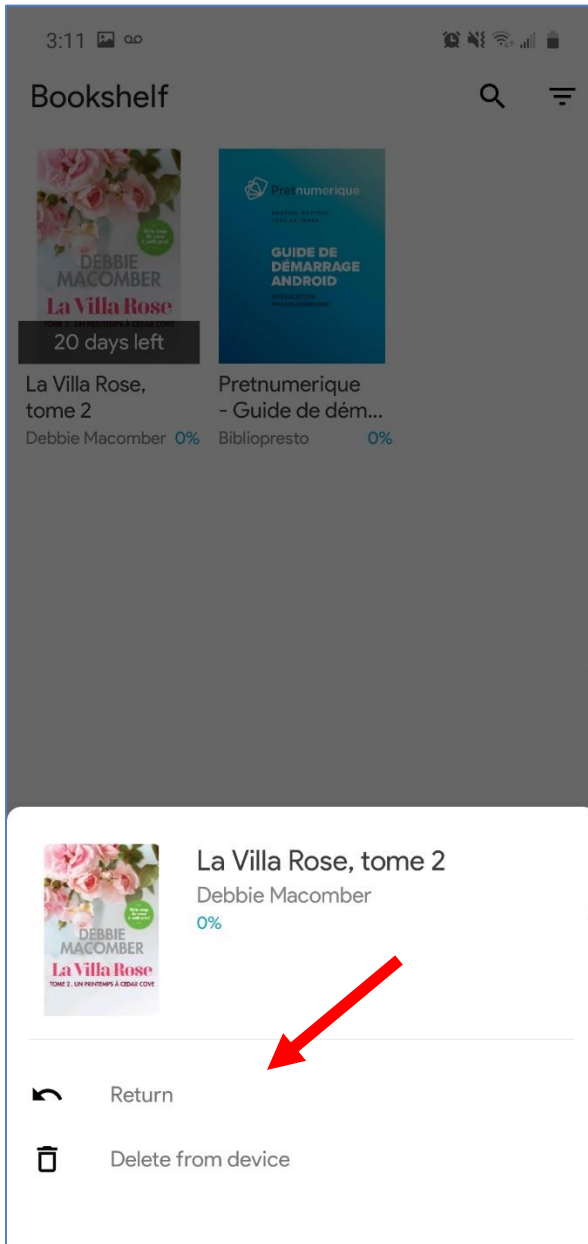 3:11
Bookshelf
DEBBIE
MACOMBER
La Villa Rose
TOME 2. UN PRINTEMPS À CEDAR COVE
20 days left
Pretnumerique
GUIDE DE
DÉMARRAGE
ANDROID
APPLICATION
PRETNUMERIQUE
La Villa Rose,
tome 2
Debbie Macomber 0%
Pretnumerique
- Guide de dém...
Bibliopresto 0%
La Villa Rose, tome 2
Debbie Macomber
0%
DEBBIE
MACOMBER
La Villa Rose
TOME 2. UN PRINTEMPS À CEDAR COVE
Return
Delete from device